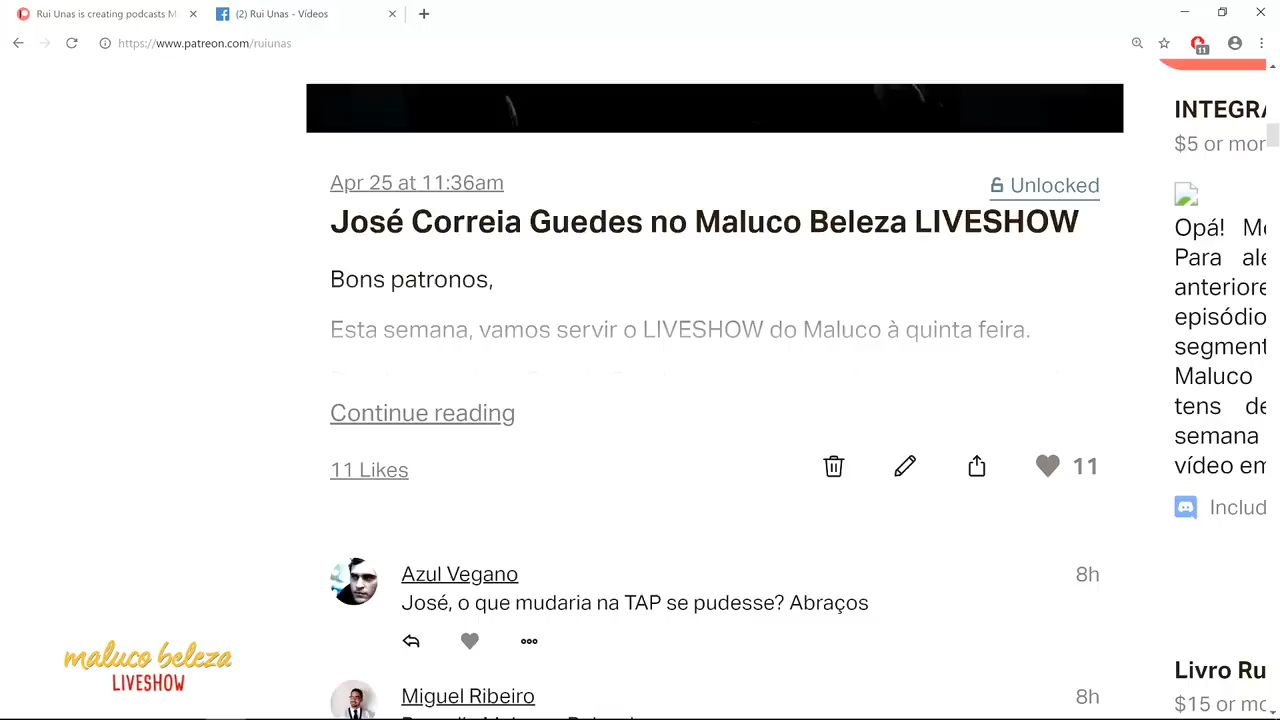 Rui Unas is creating podcasts M
(2) Rui Unas - Vídeos
https://www.patreon.com/ruiunas
11
Apr 25 at 11:36am
Unlocked
José Correia Guedes no Maluco Beleza LIVESHOW
Bons patronos,
Esta semana, vamos servir o LIVESHOW do Maluco à quinta feira.
Continue reading
11 Likes
11
Azul Vegano
8h
José, o que mudaria na TAP se pudesse? Abraços
Miguel Ribeiro
8h
INTEGRA
$5 or mor
Opá! Me
Para ale
anteriore
episódio
segment
Maluco
tens de
semana
vídeo em
Includ
Livro Ru
$15 or mo
maluco beleza
LIVESHOW